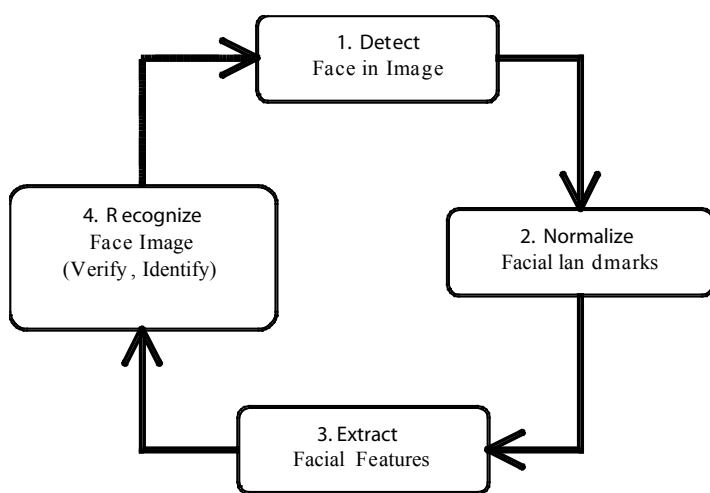 1. Detect
Face in Image
2. Normalize
Facial lan dmarks
3. Extract
Facial Features
4. R ecognize
Face Image
(Verify , Identify)